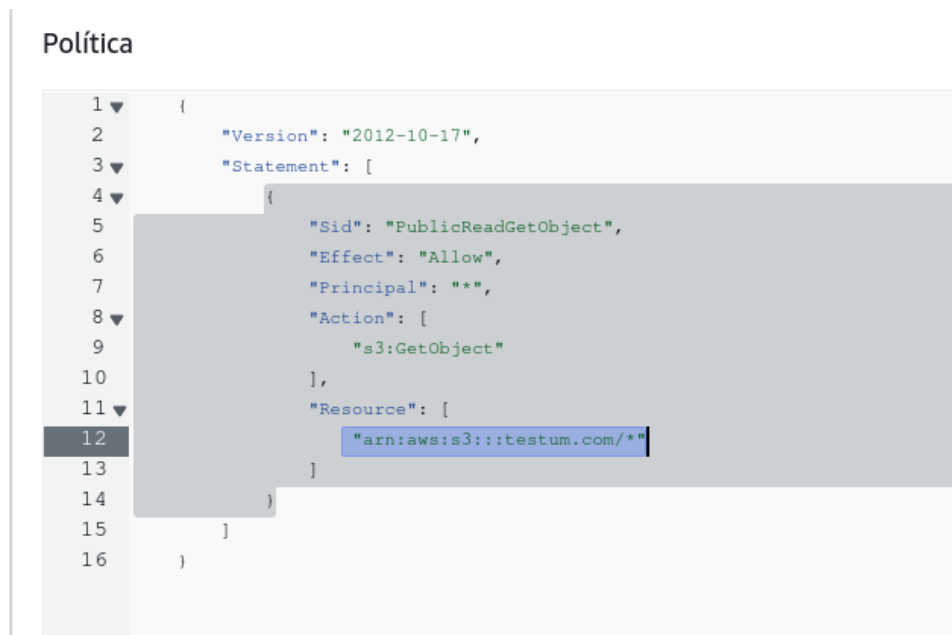 Política
1 {
2 "Version": "2012-10-17",
3 "Statement": [
4 {
5 "Sid": "PublicReadGetObject",
6 "Effect": "Allow",
7 "Principal": "*",
8 "Action": [
9 "s3:GetObject"
10 ],
11 "Resource": [
12 "arn:aws:s3:::testum.com/*"
13 ]
14 }
15 ]
16 }